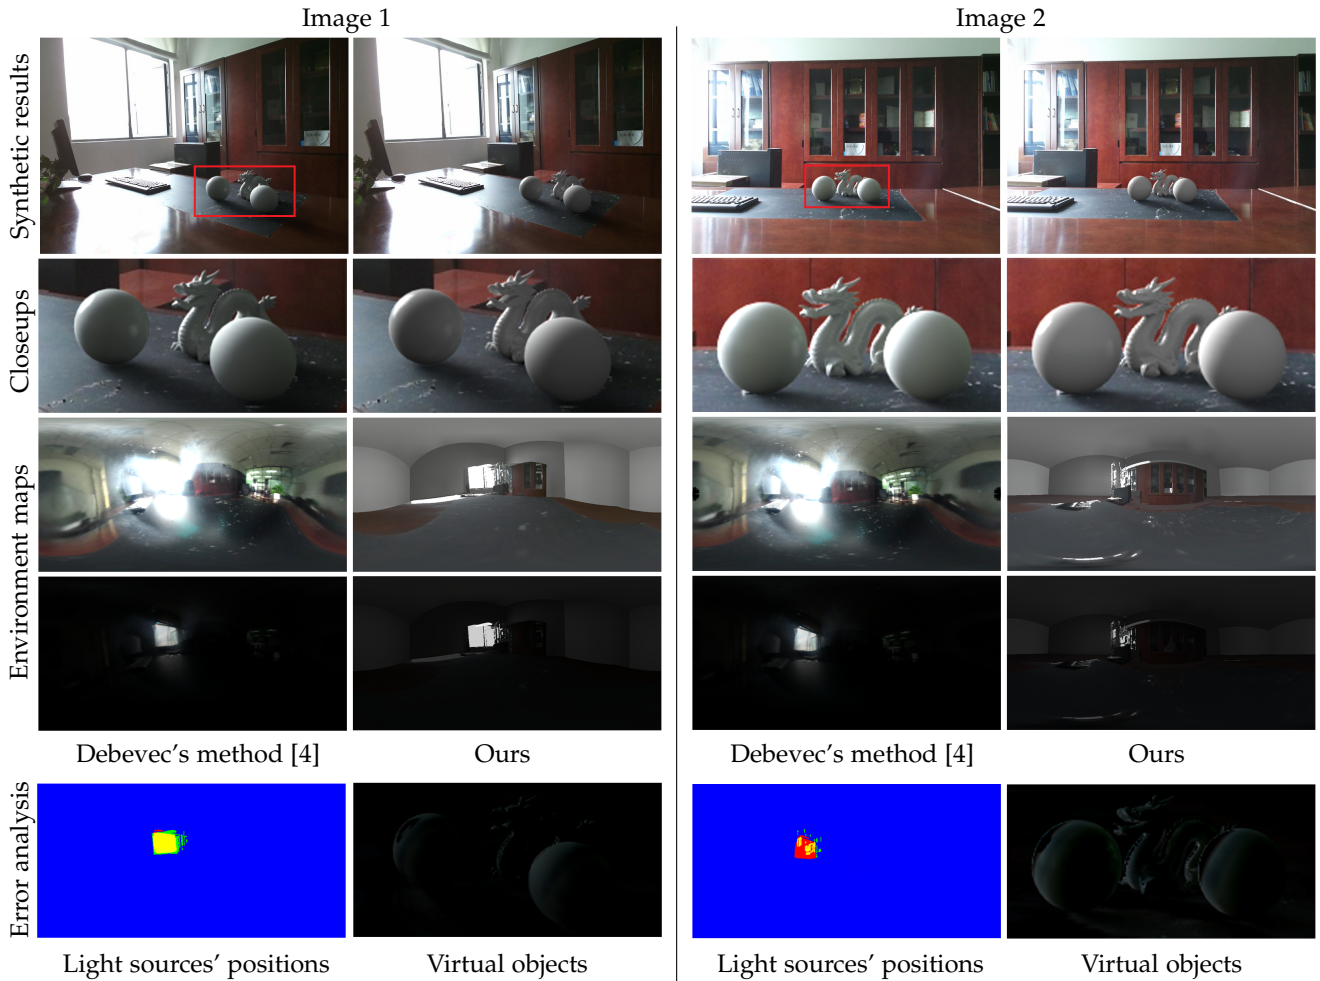 Image 1
Image 2
Synthetic results
Closeups
Environment maps
Debevec's method [4]
Ours
Debevec's method [4]
Ours
Error analysis
Light sources' positions
Virtual objects
Light sources' positions
Virtual objects